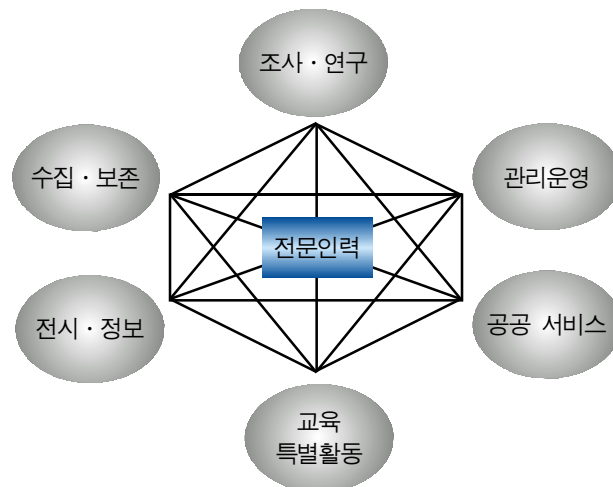 조사 · 연구
수집 · 보존
관리운영
전문인력
전시 · 정보
공공 서비스
교육
특별활동